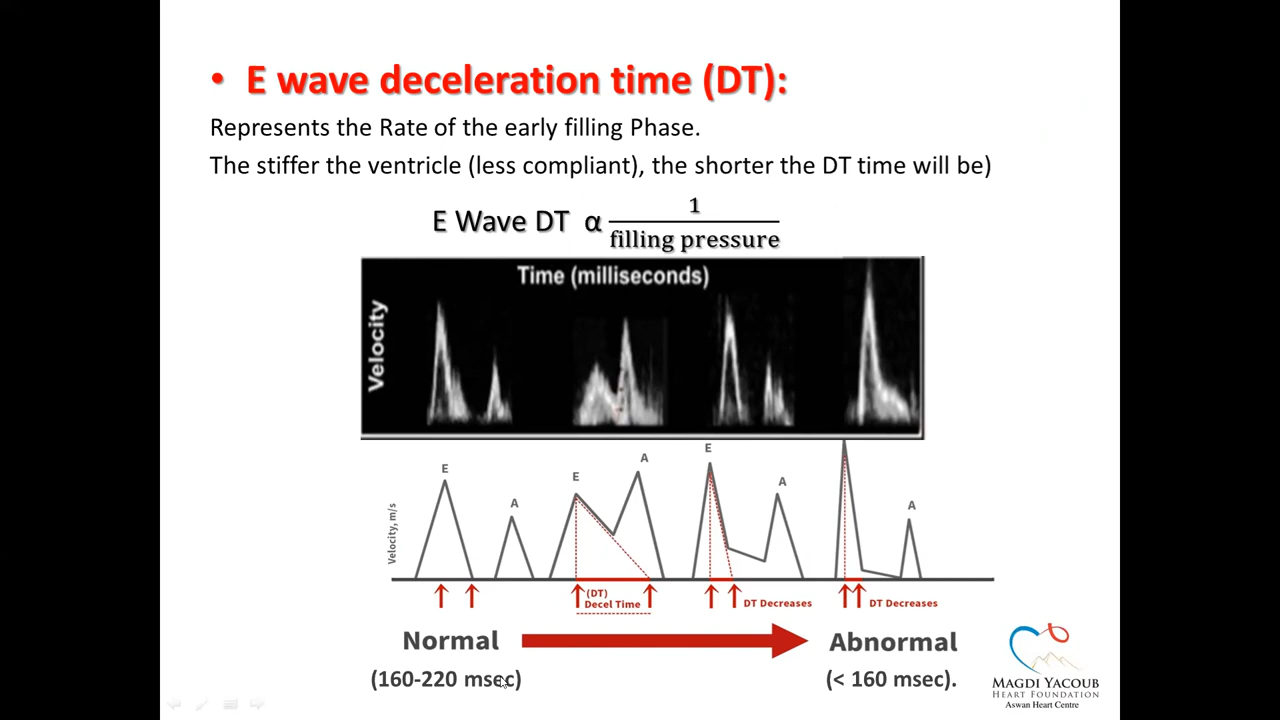 • E wave deceleration time (DT):
Represents the Rate of the early filling Phase.
The stiffer the ventricle (less compliant), the shorter the DT time will be)
E Wave DT α 1
filling pressure
Time (milliseconds)
Velocity
E
A
E
A
E
A
A
Velocity, m/s
(DT)
Decel Time
DT Decreases
DT Decreases
Normal
Abnormal
(160-220 msec)
(< 160 msec).
MAGDI YACOUB
HEART FOUNDATION
Aswan Heart Centre